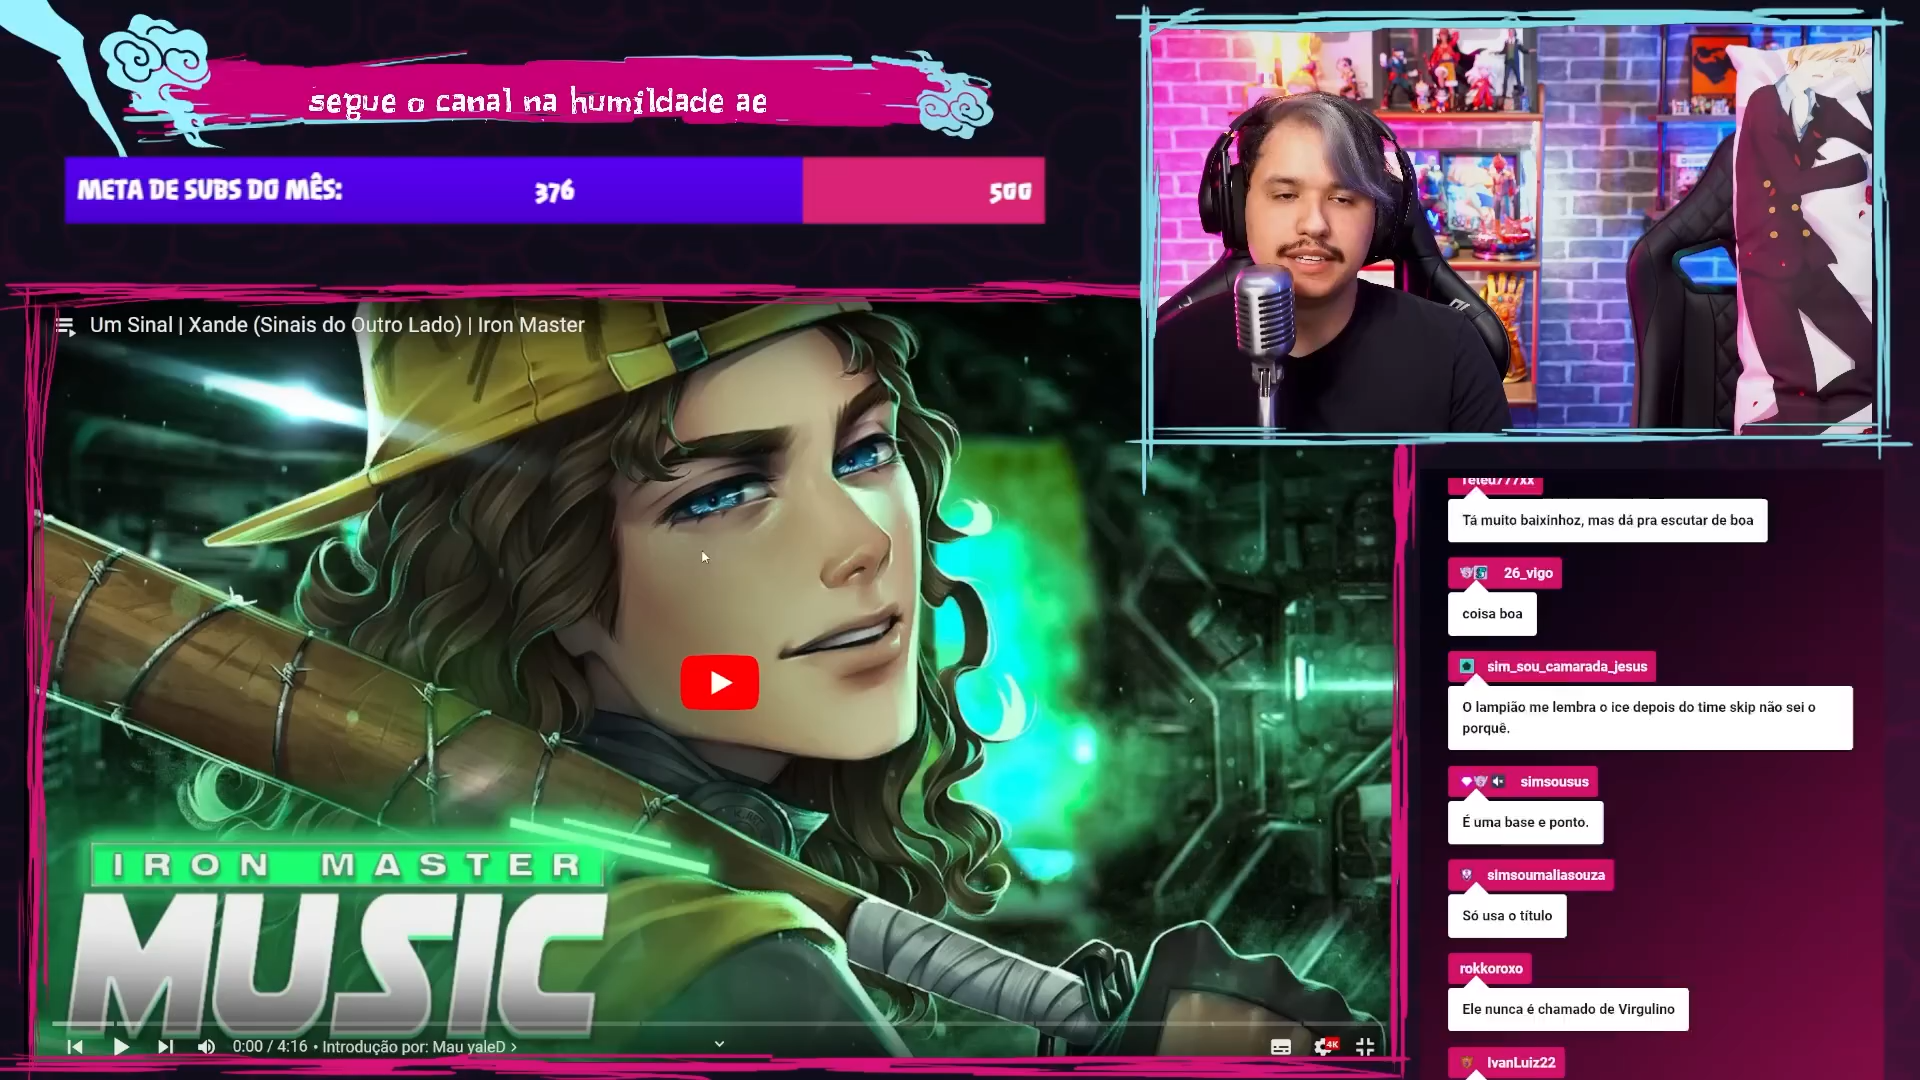 segue o canal na humildade ae
META DE SUBS DO MÊS: 376 500
Um Sinal | Xande (Sinais do Outro Lado) | Iron Master
IRON MASTER
MUSIC
0:00 / 4:16 • Introdução por: Mau yaleD >
4K
Teteu777xx
Tá muito baixinhoz, mas dá pra escutar de boa
26_vigo
coisa boa
sim_sou_camarada_jesus
O lampião me lembra o ice depois do time skip não sei o
porquê.
simsousus
É uma base e ponto.
simsoumaliasouza
Só usa o título
rokkoroxo
Ele nunca é chamado de Virgulino
IvanLuiz22